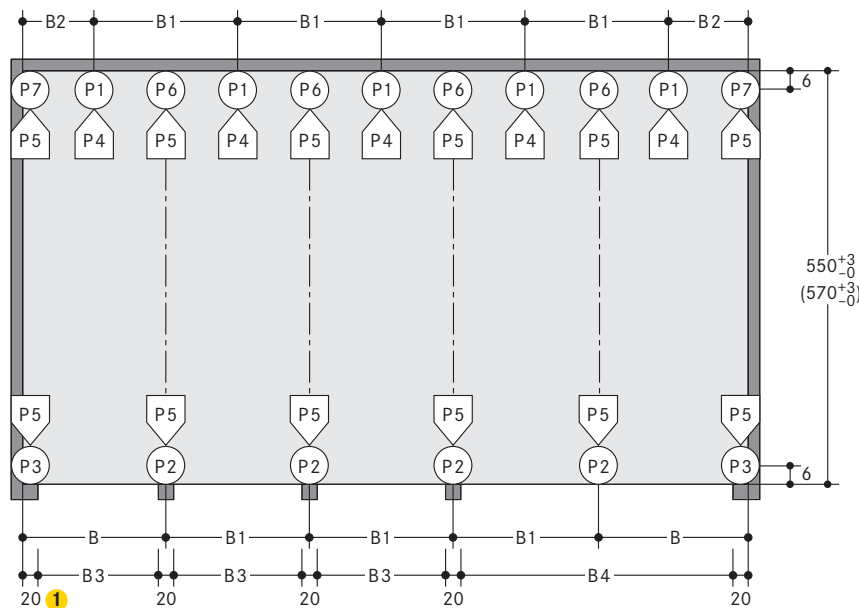 B2 B1 B1 B1 B1 B2
P7 P1 P6 P1 P6 P1 P6 P1 P6 P1 P7
6
P5 P4 P5 P4 P5 P4 P5 P4 P5 P4 P5
550 +3 -0
(570 +3 -0)
P5 P5 P5 P5 P5 P5
P3 P2 P2 P2 P2 P3
6
B B1 B1 B1 B
B3 B3 B3 B4
20 1 20 20 20 20